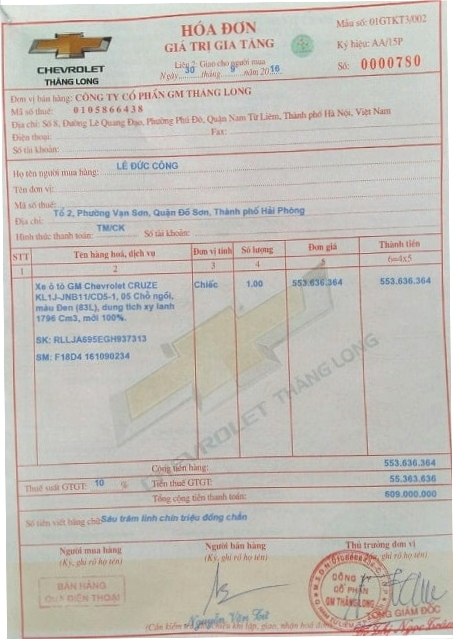 HÓA ĐƠN
GIÁ TRỊ GIA TĂNG
Liên 2: Giao cho người mua
Ngày 30 tháng 9 năm 2016
Mẫu số: 01GTKT3/002
Ký hiệu: AA/15P
Số: 0000780
CHEVROLET
THĂNG LONG
Đơn vị bán hàng: CÔNG TY CỔ PHẦN GM THĂNG LONG
Mã số thuế: 0105866438
Địa chỉ: Số 8, Đường Lê Quang Đạo, Phường Phú Đô, Quận Nam Từ Liêm, Thành phố Hà Nội, Việt Nam
Điện thoại: Fax:
Số tài khoản:
Họ tên người mua hàng: LÊ ĐỨC CÔNG
Tên đơn vị:
Mã số thuế:
Địa chỉ: Tổ 2, Phường Vạn Sơn, Quận Đồ Sơn, Thành phố Hải Phòng
Hình thức thanh toán: TM/CK Số tài khoản:
STT Tên hàng hoá, dịch vụ Đơn vị tính Số lượng Đơn giá Thành tiền
1 2 3 4 5 6=4x5
Xe ô tô GM Chevrolet CRUZE Chiếc 1.00 553.636.364 553.636.364
KL1J-JNB11/CD5-1, 05 Chỗ ngồi,
màu Đen (83L), dung tích xy lanh
1796 Cm3, mới 100%.
SK: RLLJA695EGH937313
SM: F18D4 161090234
CHEVROLET THĂNG LONG
Cộng tiền hàng: 553.636.364
Thuế suất GTGT: 10 % Tiền thuế GTGT: 55.363.636
Tổng cộng tiền thanh toán: 609.000.000
Số tiền viết bằng chữ: Sáu trăm linh chín triệu đồng chẵn
Người mua hàng Người bán hàng Thủ trưởng đơn vị
(Ký, ghi rõ họ tên) (Ký, ghi rõ họ tên) ghi rõ họ tên)
BÁN HÀNG
QUA ĐIỆN THOẠI
CÔNG TY
CỔ PHẦN
GM THĂNG LONG
TỔNG GIÁM ĐỐC
Nguyễn Văn
(Cần kiểm tra, đối chiếu khi lập, giao, nhận hoá đơn)